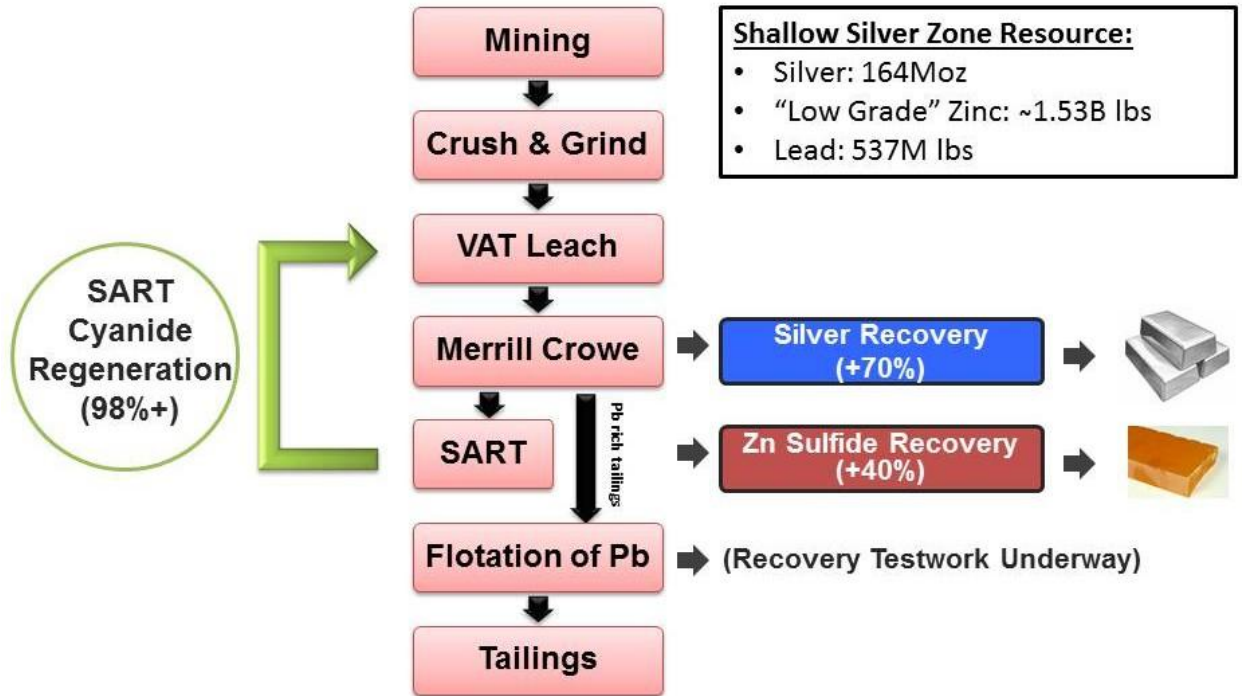 Mining
Crush & Grind
VAT Leach
Merrill Crowe
SART
Pb rich tailings
Flotation of Pb
Tailings
SART
Cyanide
Regeneration
(98%+)
Shallow Silver Zone Resource:
• Silver: 164Moz
• “Low Grade” Zinc: ~1.53B lbs
• Lead: 537M lbs
Silver Recovery
(+70%)
Zn Sulfide Recovery
(+40%)
(Recovery Testwork Underway)